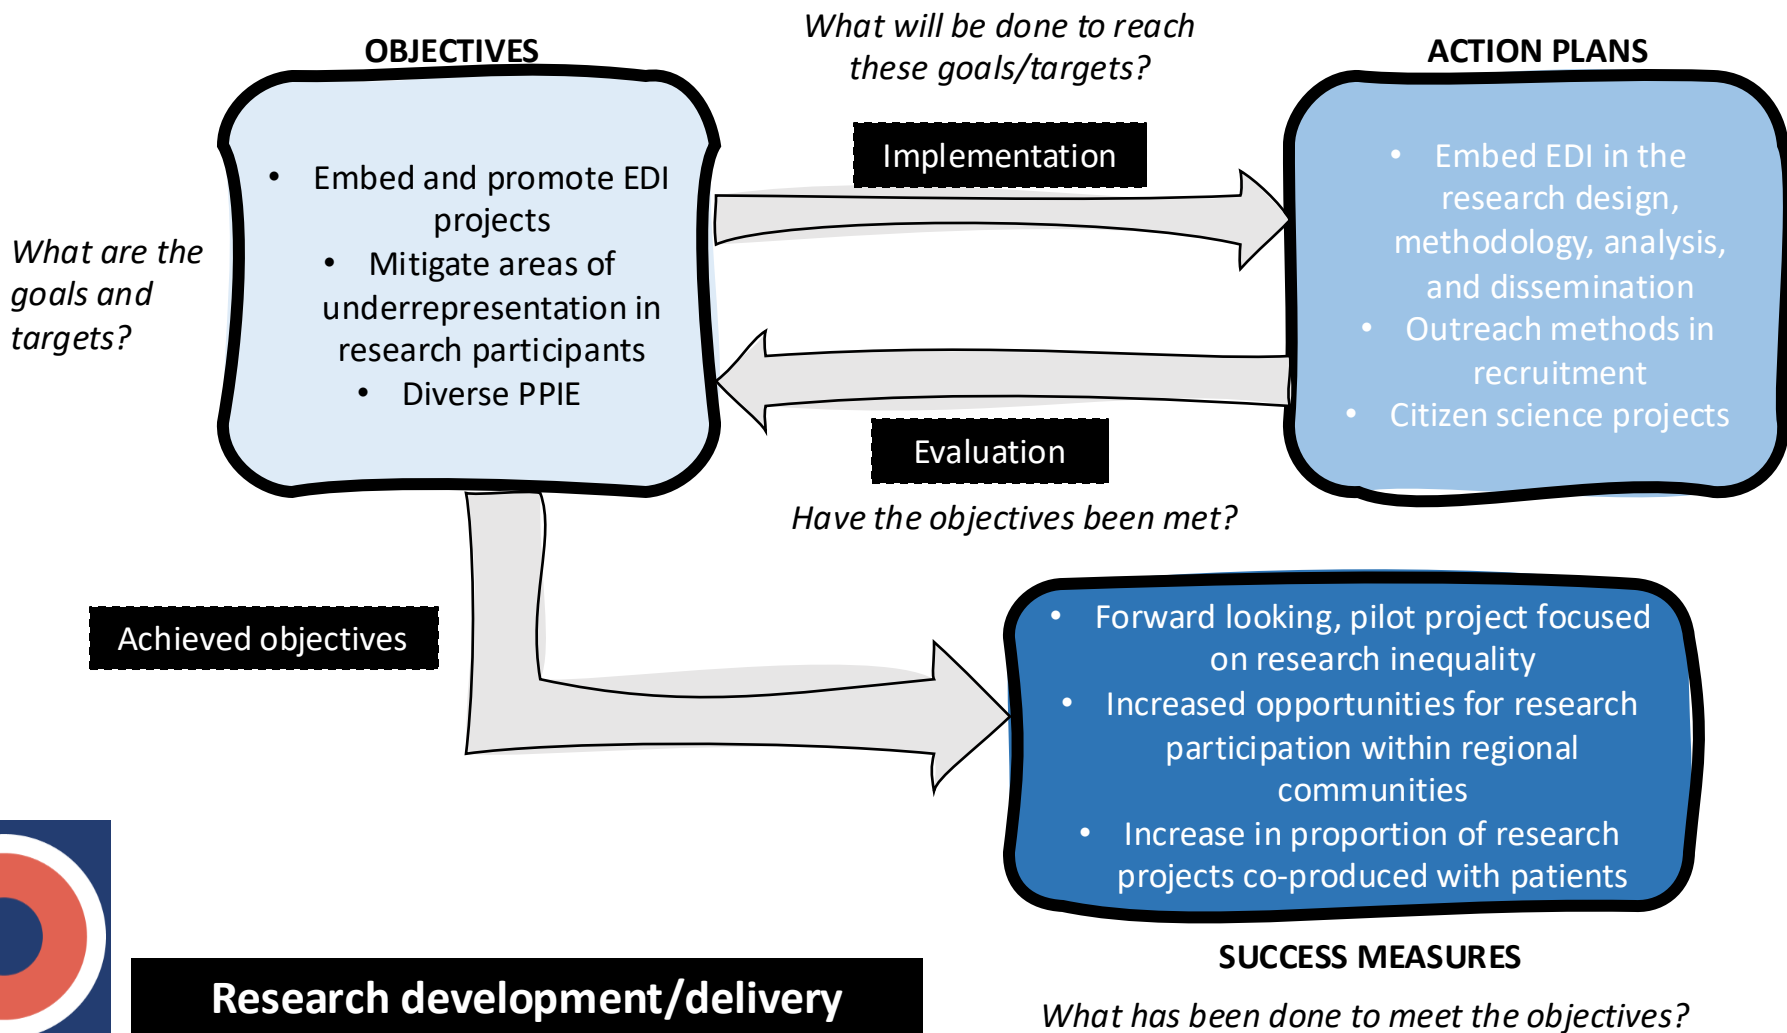 OBJECTIVES
What are the
goals and
targets?
• Embed and promote EDI
projects
• Mitigate areas of
underrepresentation in
research participants
• Diverse PPIE
What will be done to reach
these goals/targets?
Implementation
Evaluation
Have the objectives been met?
ACTION PLANS
• Embed EDI in the
research design,
methodology, analysis,
and dissemination
• Outreach methods in
recruitment
• Citizen science projects
Achieved objectives
• Forward looking, pilot project focused
on research inequality
• Increased opportunities for research
participation within regional
communities
• Increase in proportion of research
projects co-produced with patients
SUCCESS MEASURES
What has been done to meet the objectives?
Research development/delivery